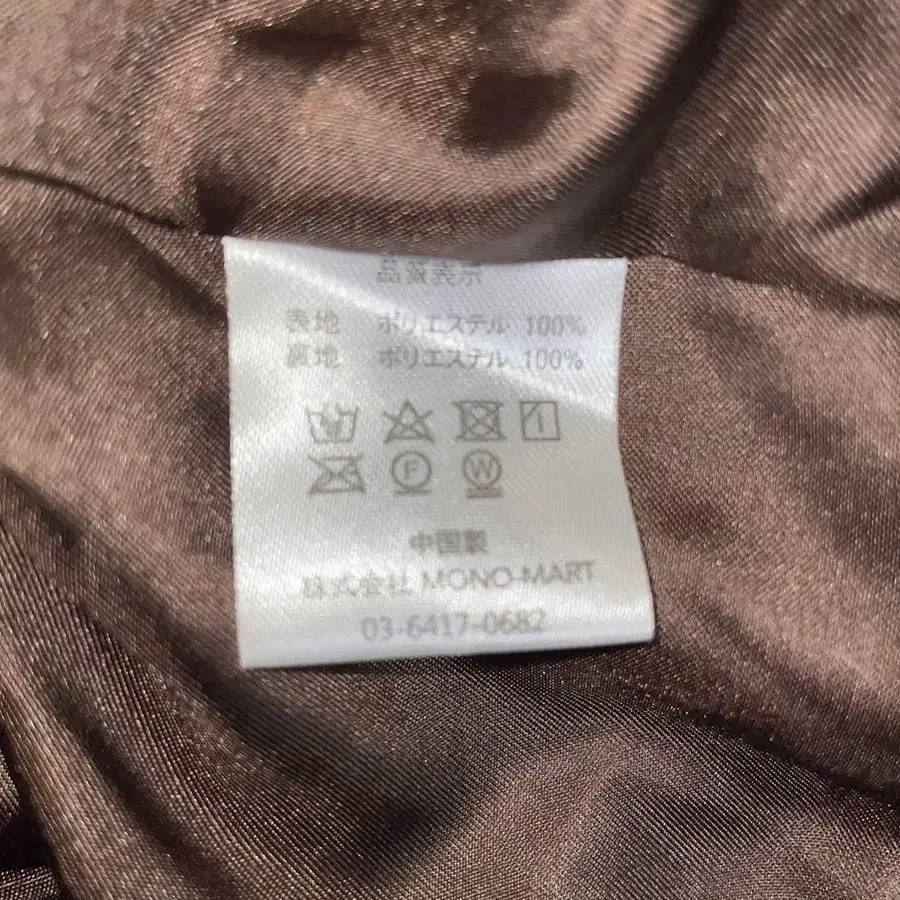 品質表示
表地 ポリエステル 100%
裏地 ポリエステル 100%
F W
中国製
株式会社 MONO-MART
03-6417-0682